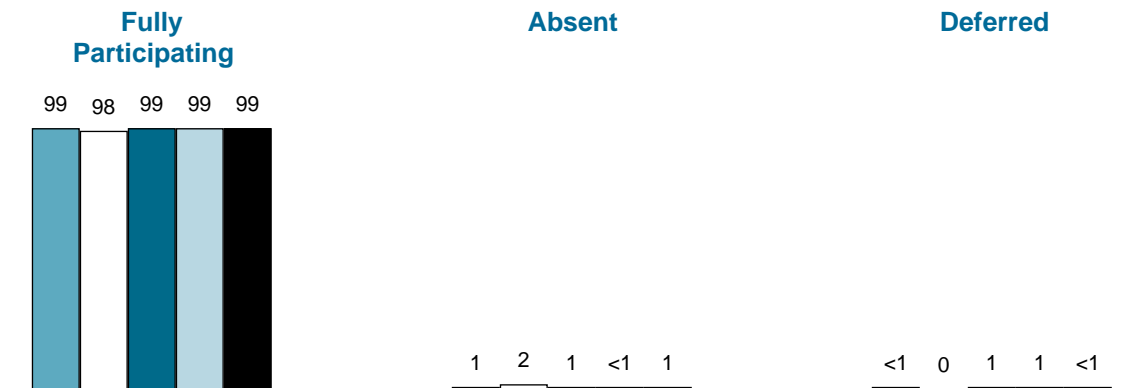 Fully
Participating
Absent
Deferred
99 98 99 99 99
1 2 1 <1 1
<1 0 1 1 <1